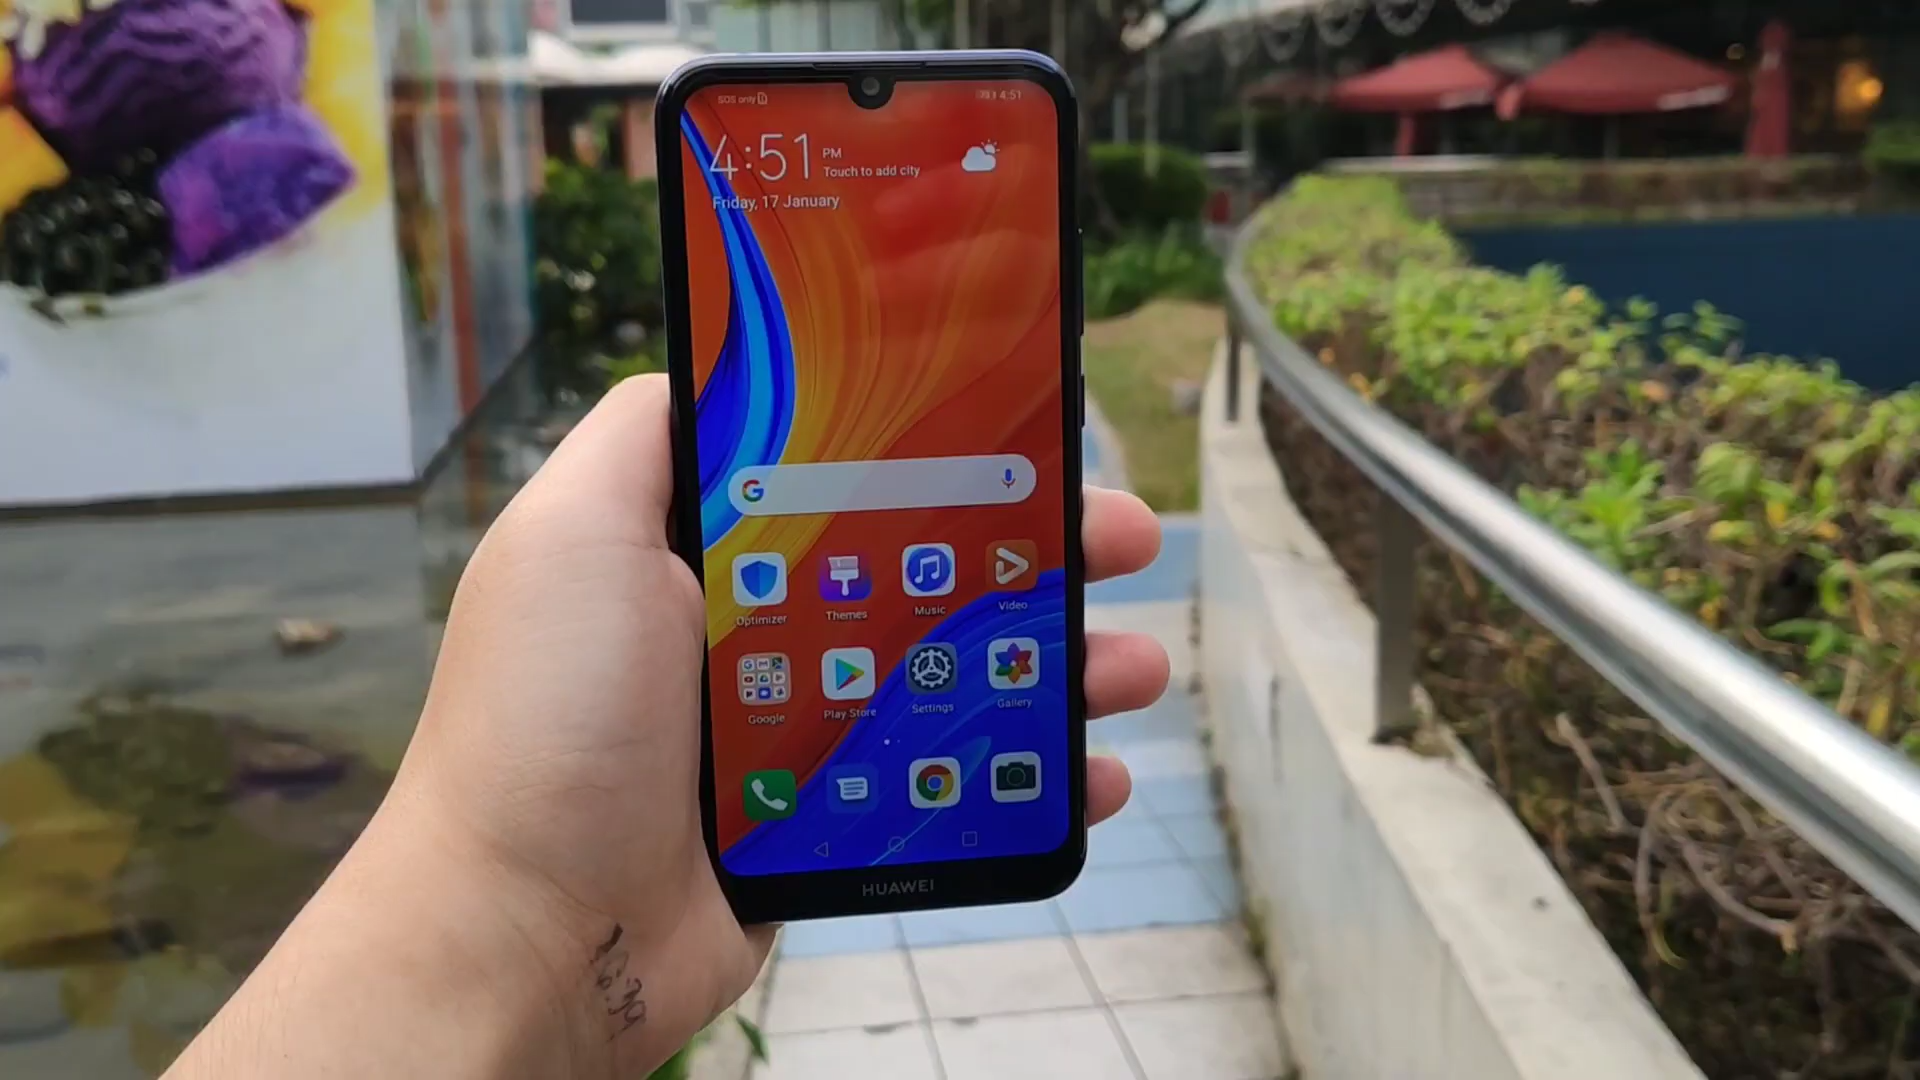 SOS only
4:51
4:51 PM
Touch to add city
Friday, 17 January
Optimizer
Themes
Music
Video
Google
Play Store
Settings
Gallery
HUAWEI